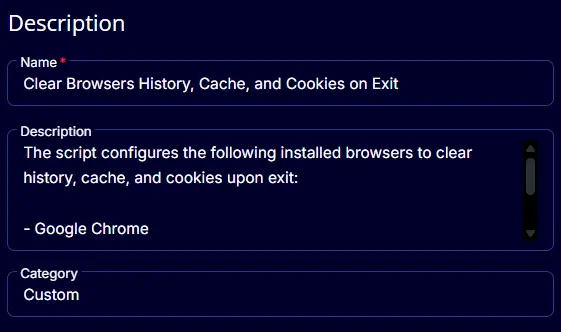 Description
Name *
Clear Browsers History, Cache, and Cookies on Exit
Description
The script configures the following installed browsers to clear
history, cache, and cookies upon exit:
- Google Chrome
Category
Custom